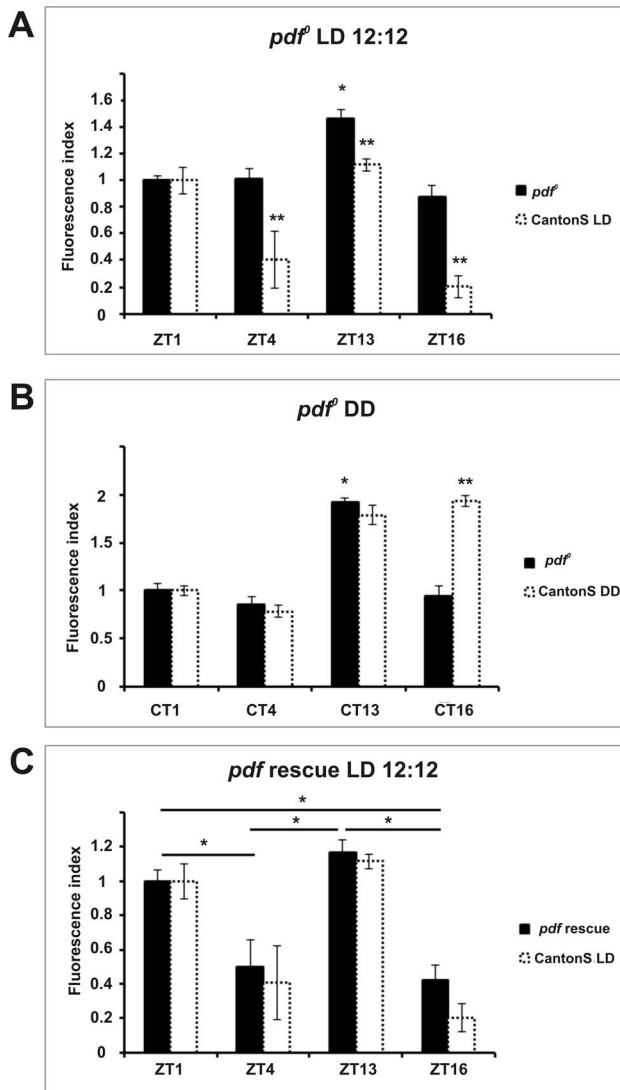 A
pdf⁰ LD 12:12
Fluorescence index
1.6
1.4
1.2
1
0.8
0.6
0.4
0.2
0
*
**
**
**
ZT1 ZT4 ZT13 ZT16
pdf⁰
CantonS LD
B
pdf⁰ DD
Fluorescence index
2
1.5
1
0.5
0
*
**
CT1 CT4 CT13 CT16
pdf⁰
CantonS DD
C
pdf rescue LD 12:12
Fluorescence index
1.2
1
0.8
0.6
0.4
0.2
0
*
* *
*
ZT1 ZT4 ZT13 ZT16
pdf rescue
CantonS LD